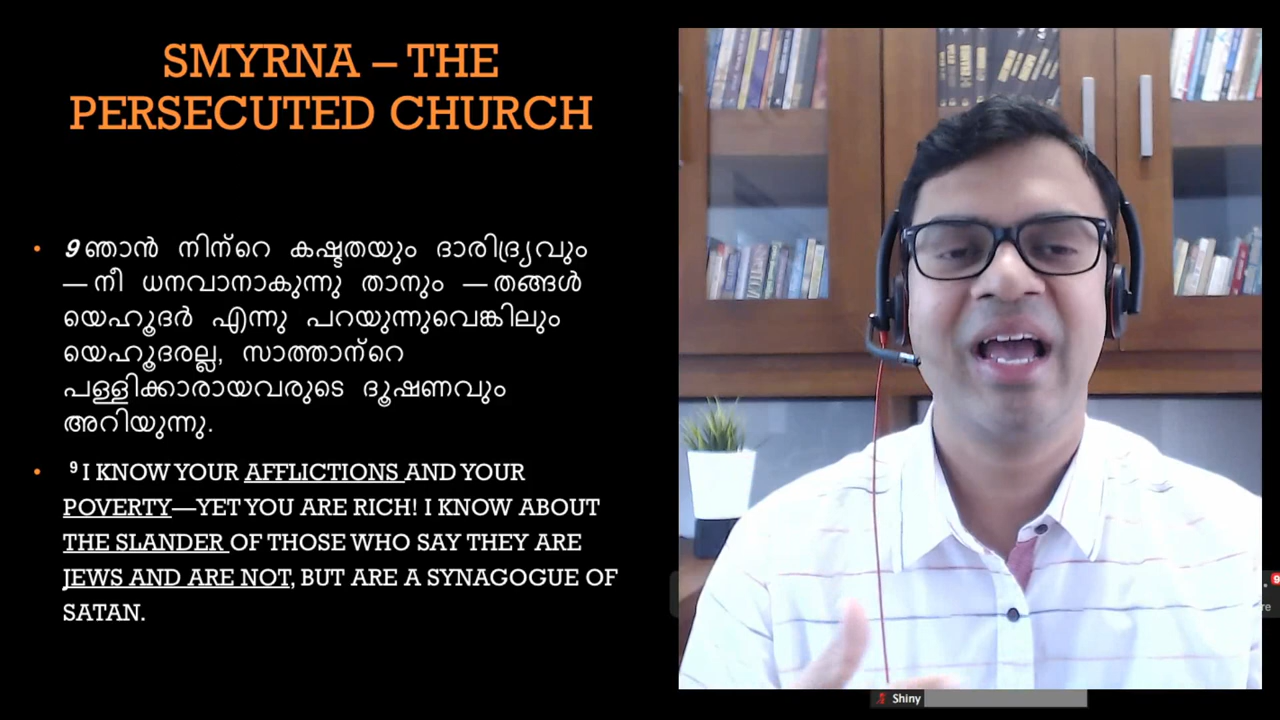 SMYRNA – THE
PERSECUTED CHURCH
• 9 ഞാൻ നിന്റെ കഷ്ടതയും ദാരിദ്ര്യവും
— നീ ധനവാനാകുന്നു താനും — തങ്ങൾ
യെഹൂദർ എന്നു പറയുന്നുവെങ്കിലും
യെഹൂദരല്ല, സാത്താന്റെ
പള്ളിക്കാരായവരുടെ ദൂഷണവും
അറിയുന്നു.
• 9 I KNOW YOUR AFFLICTIONS AND YOUR
POVERTY—YET YOU ARE RICH! I KNOW ABOUT
THE SLANDER OF THOSE WHO SAY THEY ARE
JEWS AND ARE NOT, BUT ARE A SYNAGOGUE OF
SATAN.
9
re
Shiny